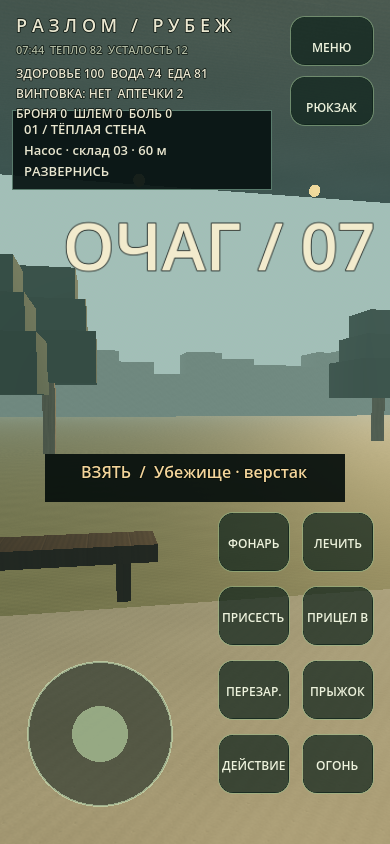 РАЗЛОМ / РУБЕЖ
МЕНЮ
07:44 ТЕПЛО 82 УСТАЛОСТЬ 12
ЗДОРОВЬЕ 100 ВОДА 74 ЕДА 81
ВИНТОВКА: НЕТ АПТЕЧКИ 2
РЮКЗАК
БРОНЯ 0 ШЛЕМ 0 БОЛЬ 0
01 / ТЁПЛАЯ СТЕНА
Насос · склад 03 · 60 м
РАЗВЕРНИСЬ
ОЧАГ / 07
ВЗЯТЬ / Убежище · верстак
ФОНАРЬ
ЛЕЧИТЬ
ПРИСЕСТЬ
ПРИЦЕЛ В
ПЕРЕЗАР.
ПРЫЖОК
ДЕЙСТВИЕ
ОГОНЬ